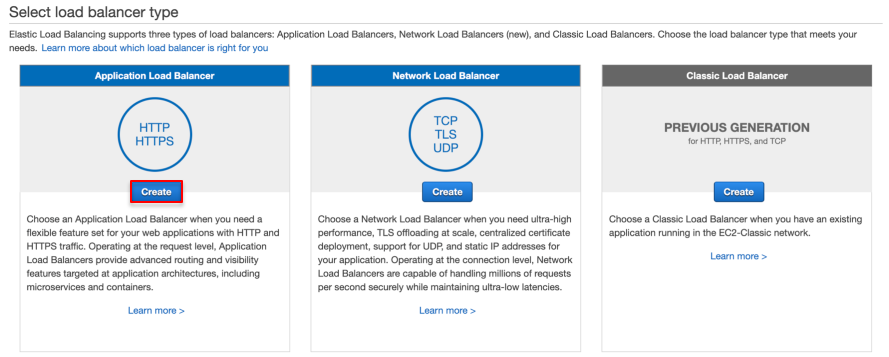 Select load balancer type
Elastic Load Balancing supports three types of load balancers: Application Load Balancers, Network Load Balancers (new), and Classic Load Balancers. Choose the load balancer type that meets your
needs. Learn more about which load balancer is right for you
Application Load Balancer
HTTP
HTTPS
Create
Choose an Application Load Balancer when you need a
flexible feature set for your web applications with HTTP and
HTTPS traffic. Operating at the request level, Application
Load Balancers provide advanced routing and visibility
features targeted at application architectures, including
microservices and containers.
Learn more >
Network Load Balancer
TCP
TLS
UDP
Create
Choose a Network Load Balancer when you need ultra-high
performance, TLS offloading at scale, centralized certificate
deployment, support for UDP, and static IP addresses for
your application. Operating at the connection level, Network
Load Balancers are capable of handling millions of requests
per second securely while maintaining ultra-low latencies.
Learn more >
Classic Load Balancer
PREVIOUS GENERATION
for HTTP, HTTPS, and TCP
Create
Choose a Classic Load Balancer when you have an existing
application running in the EC2-Classic network.
Learn more >